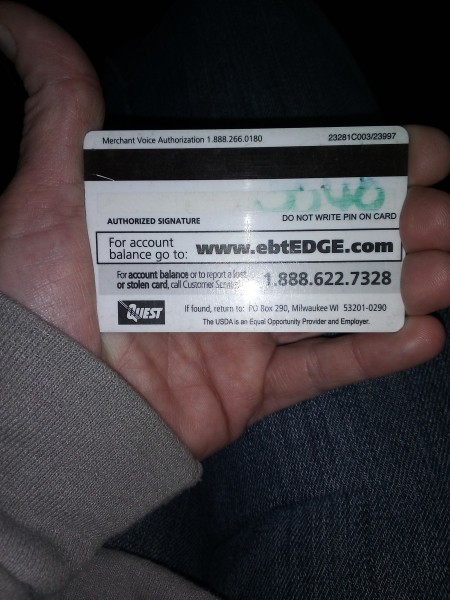 Merchant Voice Authorization 1.888.266.0180 23281C003/23997
AUTHORIZED SIGNATURE DO NOT WRITE PIN ON CARD
For account balance go to: www.ebtEDGE.com
For account balance or to report a lost
or stolen card, call Customer Service: 1.888.622.7328
QUEST If found, return to: PO Box 290, Milwaukee WI 53201-0290
The USDA is an Equal Opportunity Provider and Employer.